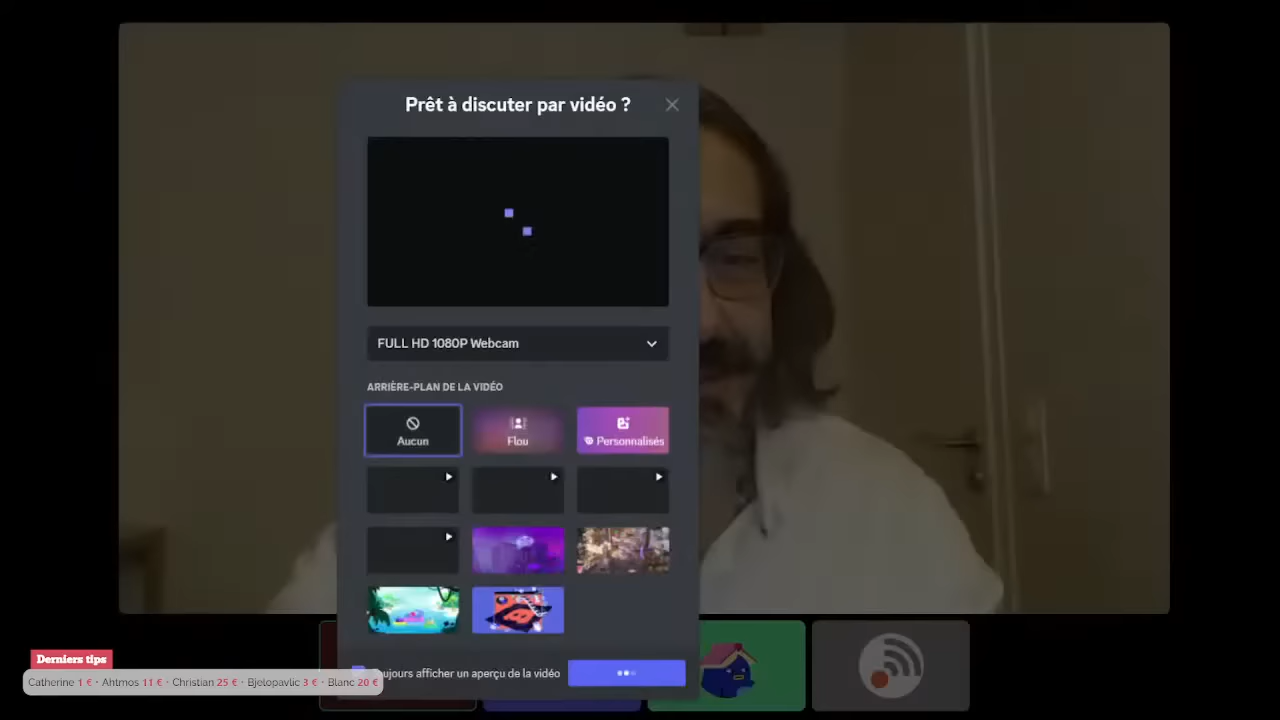 Prêt à discuter par vidéo ?
FULL HD 1080P Webcam
ARRIÈRE-PLAN DE LA VIDÉO
Aucun
Flou
Personnalisés
oujours afficher un aperçu de la vidéo
Derniers tips
Catherine 1 € · Ahtmos 11 € · Christian 25 € · Bjelopavlic 3 € · Blanc 20 €